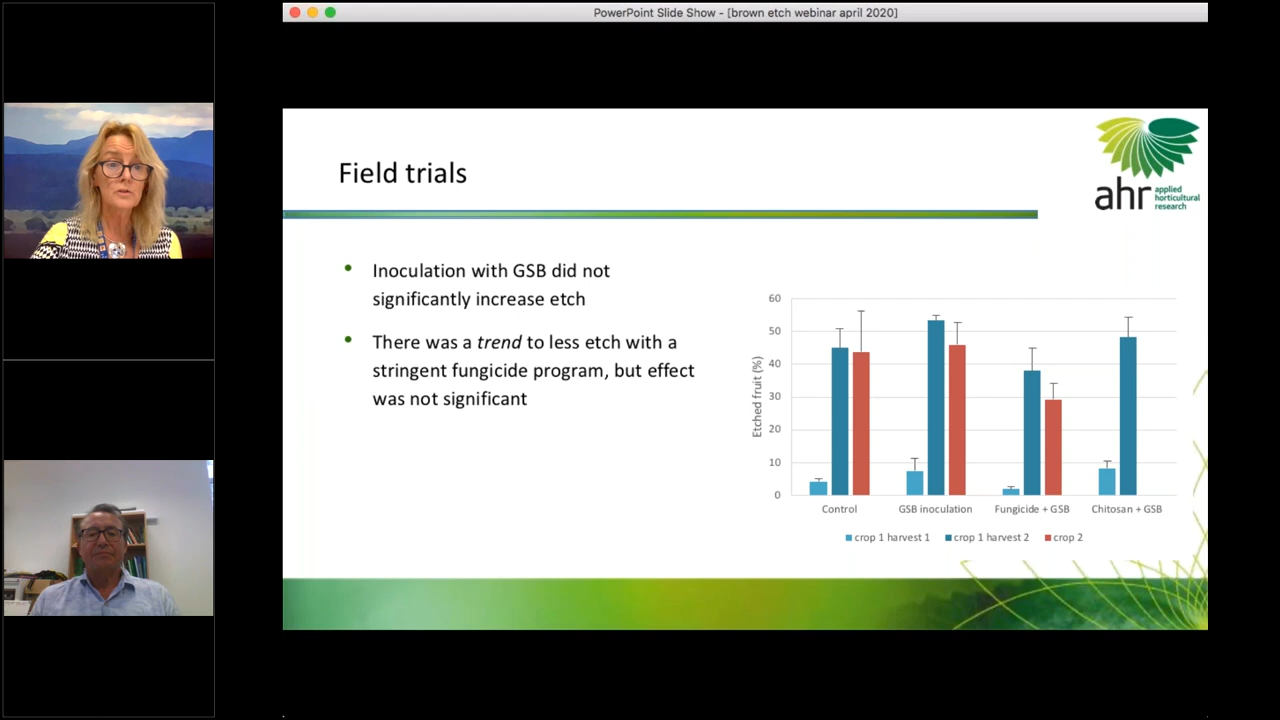 PowerPoint Slide Show - [brown etch webinar april 2020]
Field trials
ahr applied
horticultural
research
• Inoculation with GSB did not
significantly increase etch
• There was a trend to less etch with a
stringent fungicide program, but effect
was not significant
Etched fruit (%)
60
50
40
30
20
10
0
Control GSB inoculation Fungicide + GSB Chitosan + GSB
crop 1 harvest 1 crop 1 harvest 2 crop 2